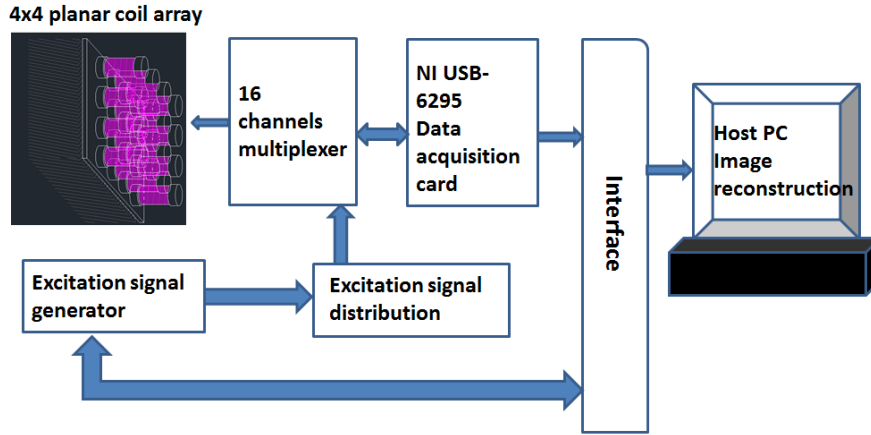 4x4 planar coil array
16
channels
multiplexer
NI USB-
6295
Data
acquisition
card
Interface
Host PC
Image
reconstruction
Excitation signal
generator
Excitation signal
distribution